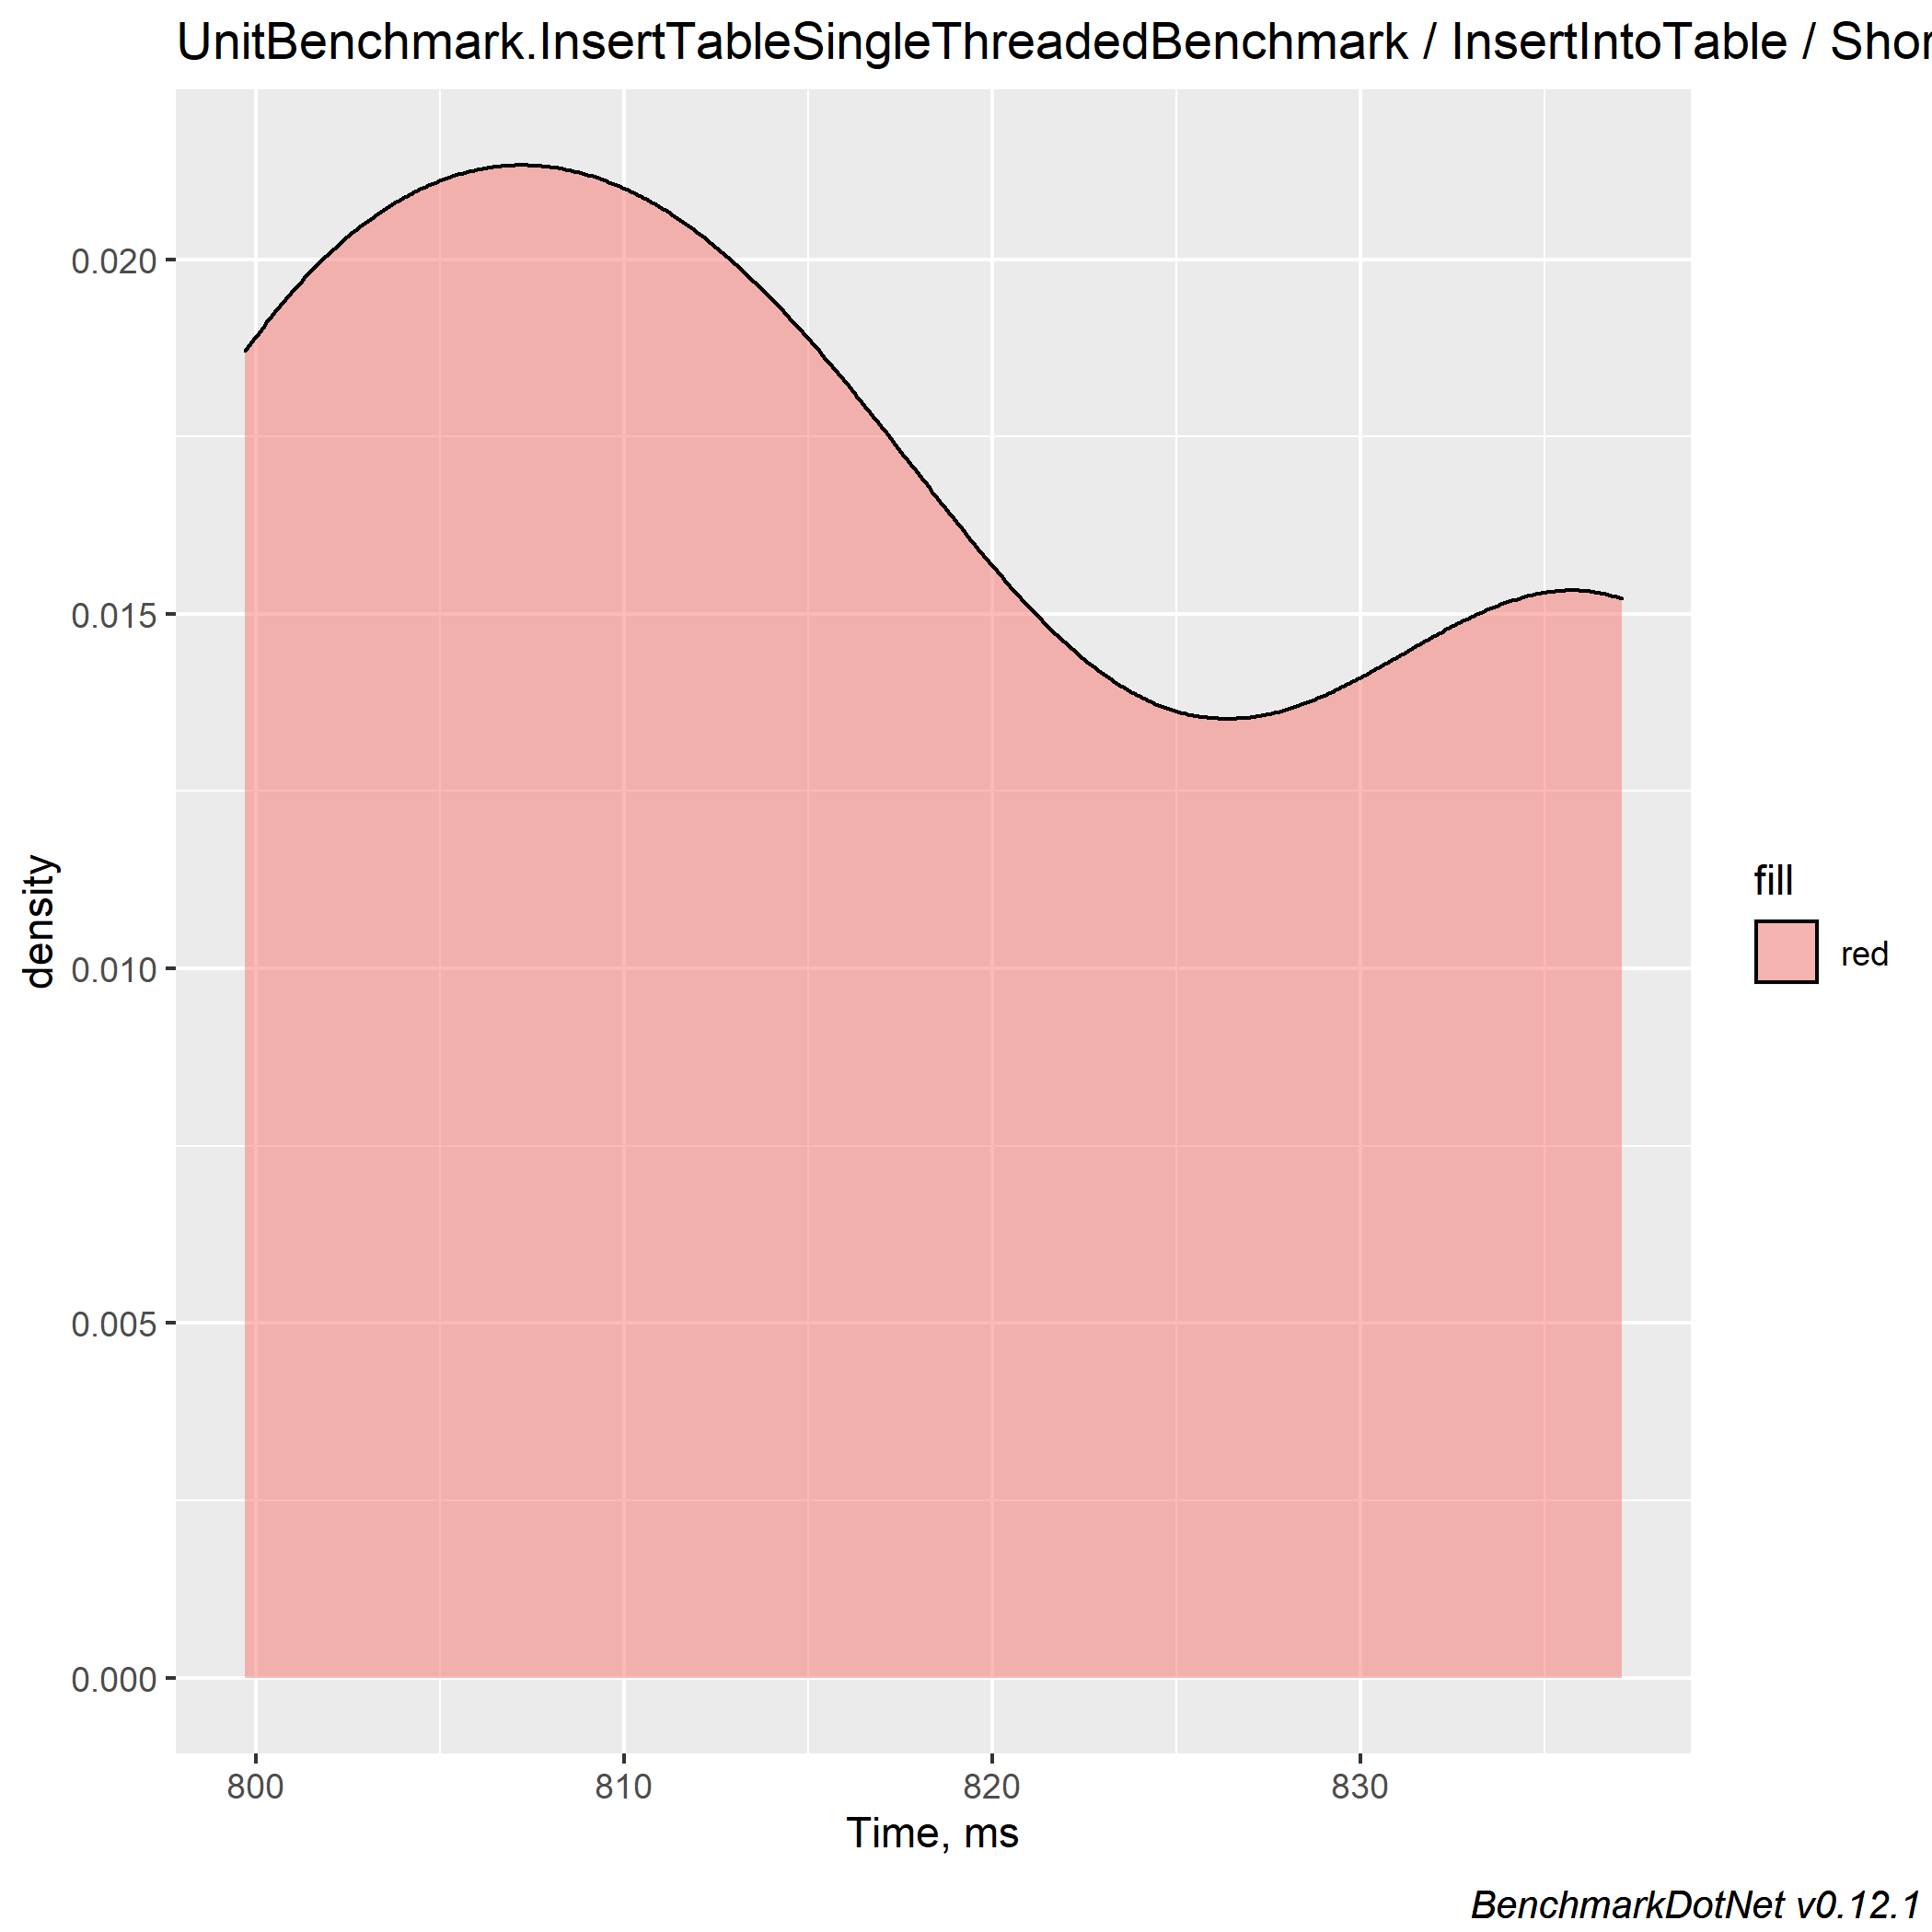 UnitBenchmark.InsertTableSingleThreadedBenchmark / InsertIntoTable / Shor
0.020
0.015
0.010
0.005
0.000
density
800 810 820 830
Time, ms
fill
red
BenchmarkDotNet v0.12.1